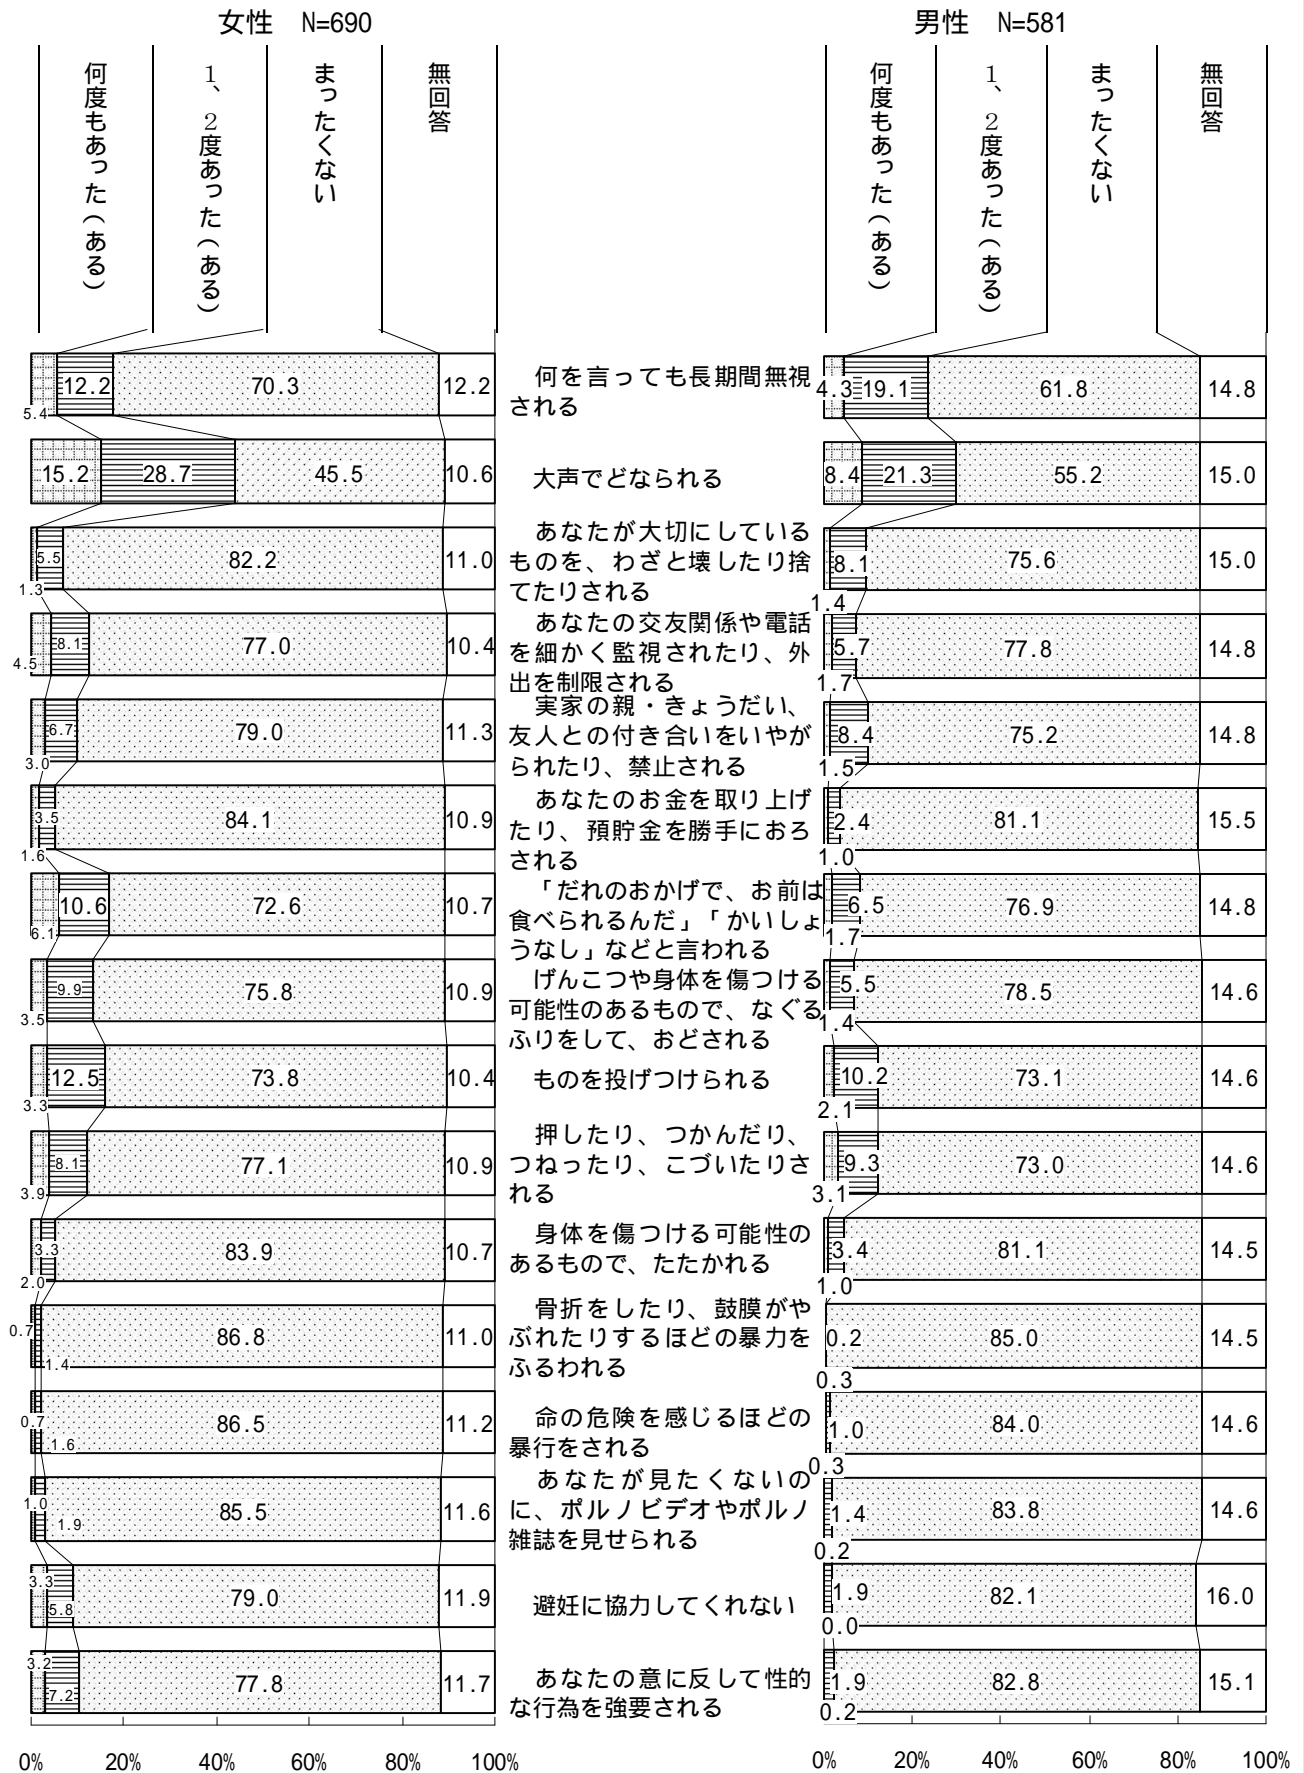 女性　N=690
男性　N=581
何度もあった（ある）
１、２度あった（ある）
まったくない
無回答
何度もあった（ある）
１、２度あった（ある）
まったくない
無回答
5.4 12.2 70.3 12.2
何を言っても長期間無視
される
4.3 19.1 61.8 14.8
15.2 28.7 45.5 10.6
大声でどなられる
8.4 21.3 55.2 15.0
1.3 5.5 82.2 11.0
あなたが大切にしている
ものを、わざと壊したり捨
てたりされる
1.4 8.1 75.6 15.0
4.5 8.1 77.0 10.4
あなたの交友関係や電話
を細かく監視されたり、外
出を制限される
1.7 5.7 77.8 14.8
3.0 6.7 79.0 11.3
実家の親・きょうだい、
友人との付き合いをいやが
られたり、禁止される
1.5 8.4 75.2 14.8
1.6 3.5 84.1 10.9
あなたのお金を取り上げ
たり、預貯金を勝手におろ
される
1.0 2.4 81.1 15.5
6.1 10.6 72.6 10.7
「だれのおかげで、お前は
食べられるんだ」「かいしょ
うなし」などと言われる
1.7 6.5 76.9 14.8
3.5 9.9 75.8 10.9
げんこつや身体を傷つける
可能性のあるもので、なぐる
ふりをして、おどされる
1.4 5.5 78.5 14.6
3.3 12.5 73.8 10.4
ものを投げつけられる
2.1 10.2 73.1 14.6
3.9 8.1 77.1 10.9
押したり、つかんだり、
つねったり、こづいたりさ
れる
3.1 9.3 73.0 14.6
2.0 3.3 83.9 10.7
身体を傷つける可能性の
あるもので、たたかれる
1.0 3.4 81.1 14.5
0.7 1.4 86.8 11.0
骨折をしたり、鼓膜がや
ぶれたりするほどの暴力を
ふるわれる
0.3 0.2 85.0 14.5
0.7 1.6 86.5 11.2
命の危険を感じるほどの
暴行をされる
0.3 1.0 84.0 14.6
1.0 1.9 85.5 11.6
あなたが見たくないの
に、ポルノビデオやポルノ
雑誌を見せられる
0.2 1.4 83.8 14.6
3.3 5.8 79.0 11.9
避妊に協力してくれない
0.0 1.9 82.1 16.0
3.2 7.2 77.8 11.7
あなたの意に反して性的
な行為を強要される
0.2 1.9 82.8 15.1
0% 20% 40% 60% 80% 100%
0% 20% 40% 60% 80% 100%